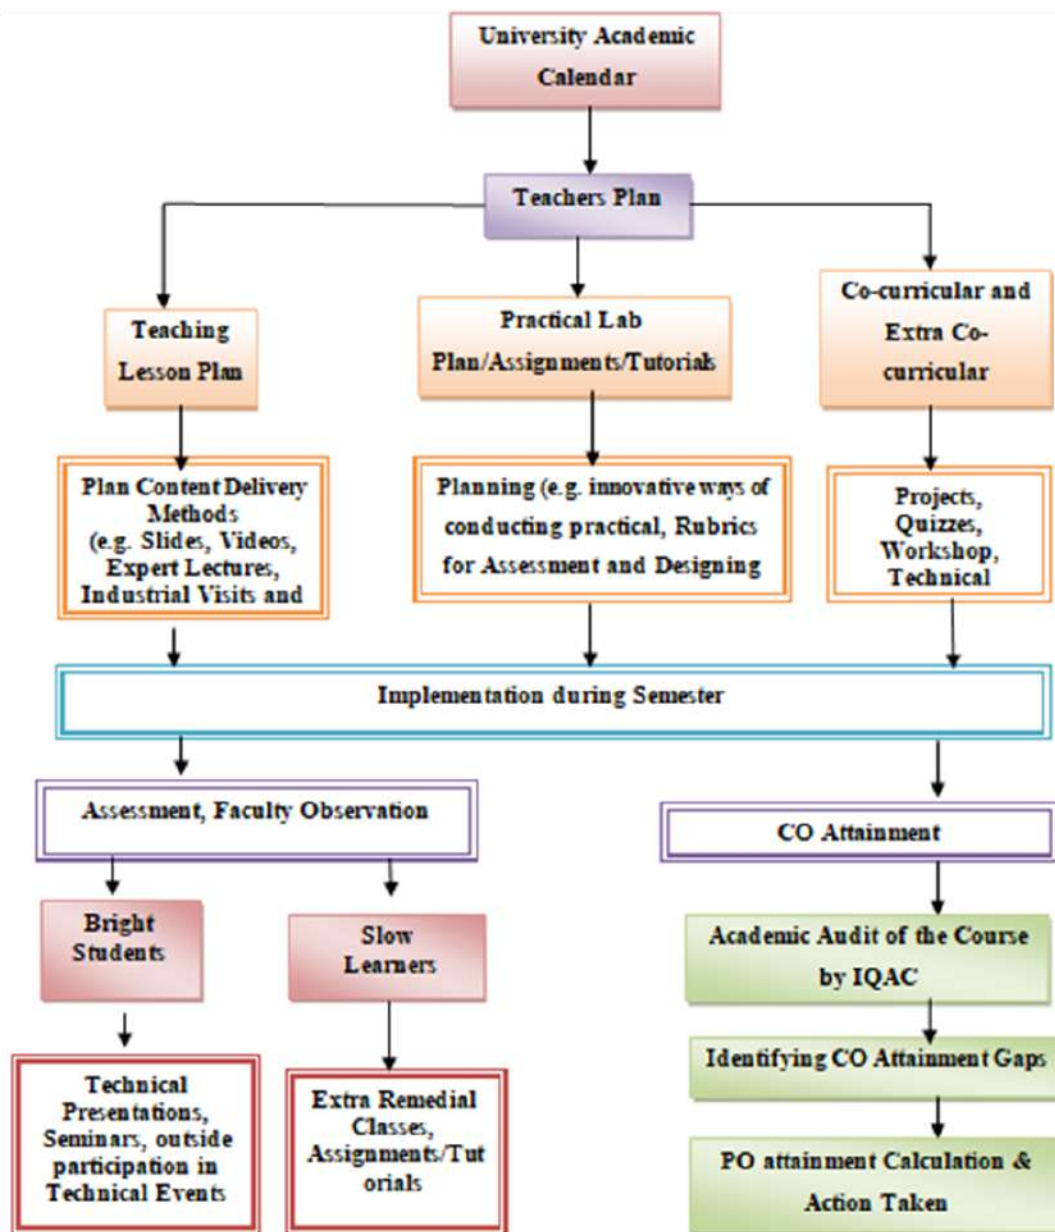 University Academic
Calendar
Teachers Plan
Teaching
Lesson Plan
Practical Lab
Plan/Assignments/Tutorials
Co-curricular and
Extra Co-
curricular
Plan Content Delivery
Methods
(e.g. Slides, Videos,
Expert Lectures,
Industrial Visits and
Planning (e.g. innovative ways of
conducting practical, Rubrics
for Assessment and Designing
Projects,
Quizzes,
Workshop,
Technical
Implementation during Semester
Assessment, Faculty Observation
CO Attainment
Bright
Students
Slow
Learners
Academic Audit of the Course
by IQAC
Identifying CO Attainment Gaps
Technical
Presentations,
Seminars, outside
participation in
Technical Events
Extra Remedial
Classes,
Assignments/Tut
orials
PO attainment Calculation &
Action Taken